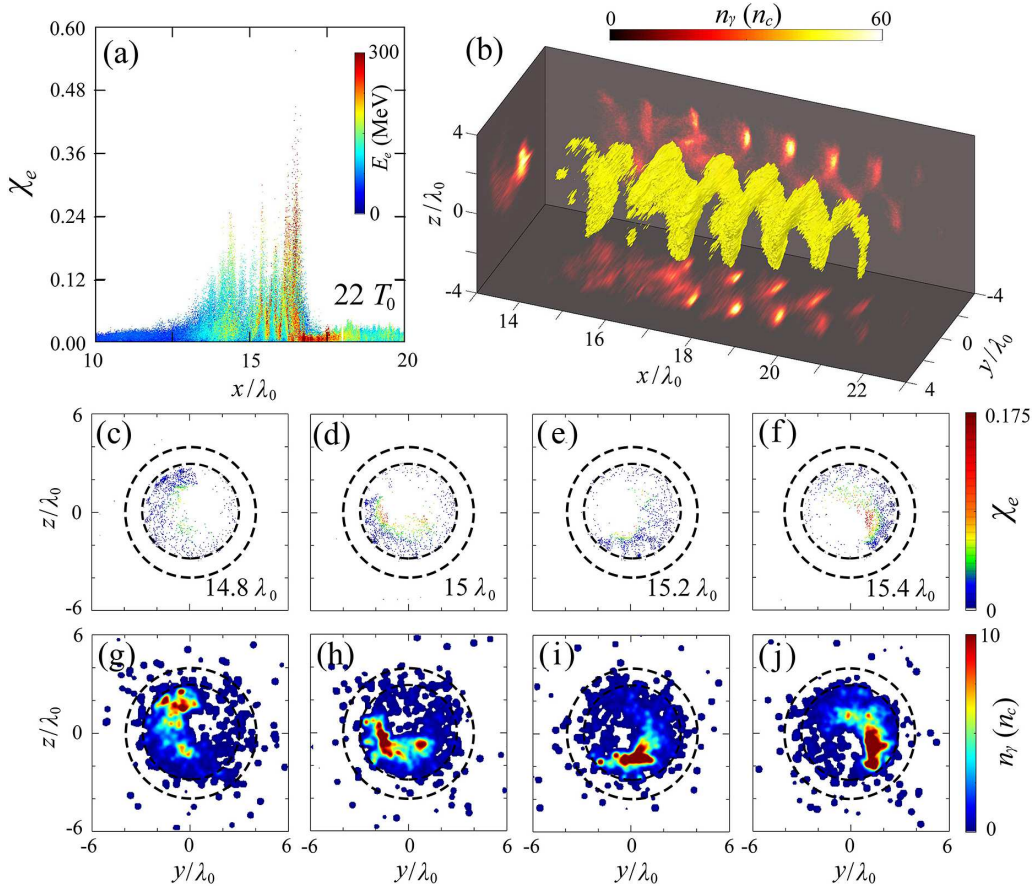 (a)
0.60
0.48
0.36
0.24
0.12
0.00
χₑ
300
Eₑ (MeV)
0
22 T₀
10 15 20
x/λ₀
(b)
0 nᵧ (n_c) 60
4
z/λ₀ 0
-4
14 16 18 20 22
x/λ₀
-4
0
4
y/λ₀
(c) (d) (e) (f)
6
z/λ₀ 0
-6
14.8 λ₀ 15 λ₀ 15.2 λ₀ 15.4 λ₀
0.175
χₑ
0
(g) (h) (i) (j)
6
z/λ₀ 0
-6
10
nᵧ (n_c)
0
-6 0 6 -6 0 6 -6 0 6 -6 0 6
y/λ₀ y/λ₀ y/λ₀ y/λ₀